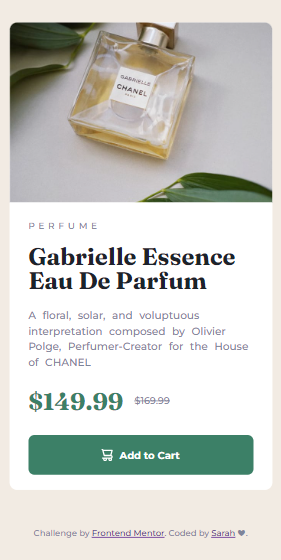 GABRIELLE
CHANEL
PARIS
PERFUME
Gabrielle Essence
Eau De Parfum
A floral, solar, and voluptuous
interpretation composed by Olivier
Polge, Perfumer-Creator for the House
of CHANEL
$149.99 $169.99
Add to Cart
Challenge by Frontend Mentor. Coded by Sarah 🖤.